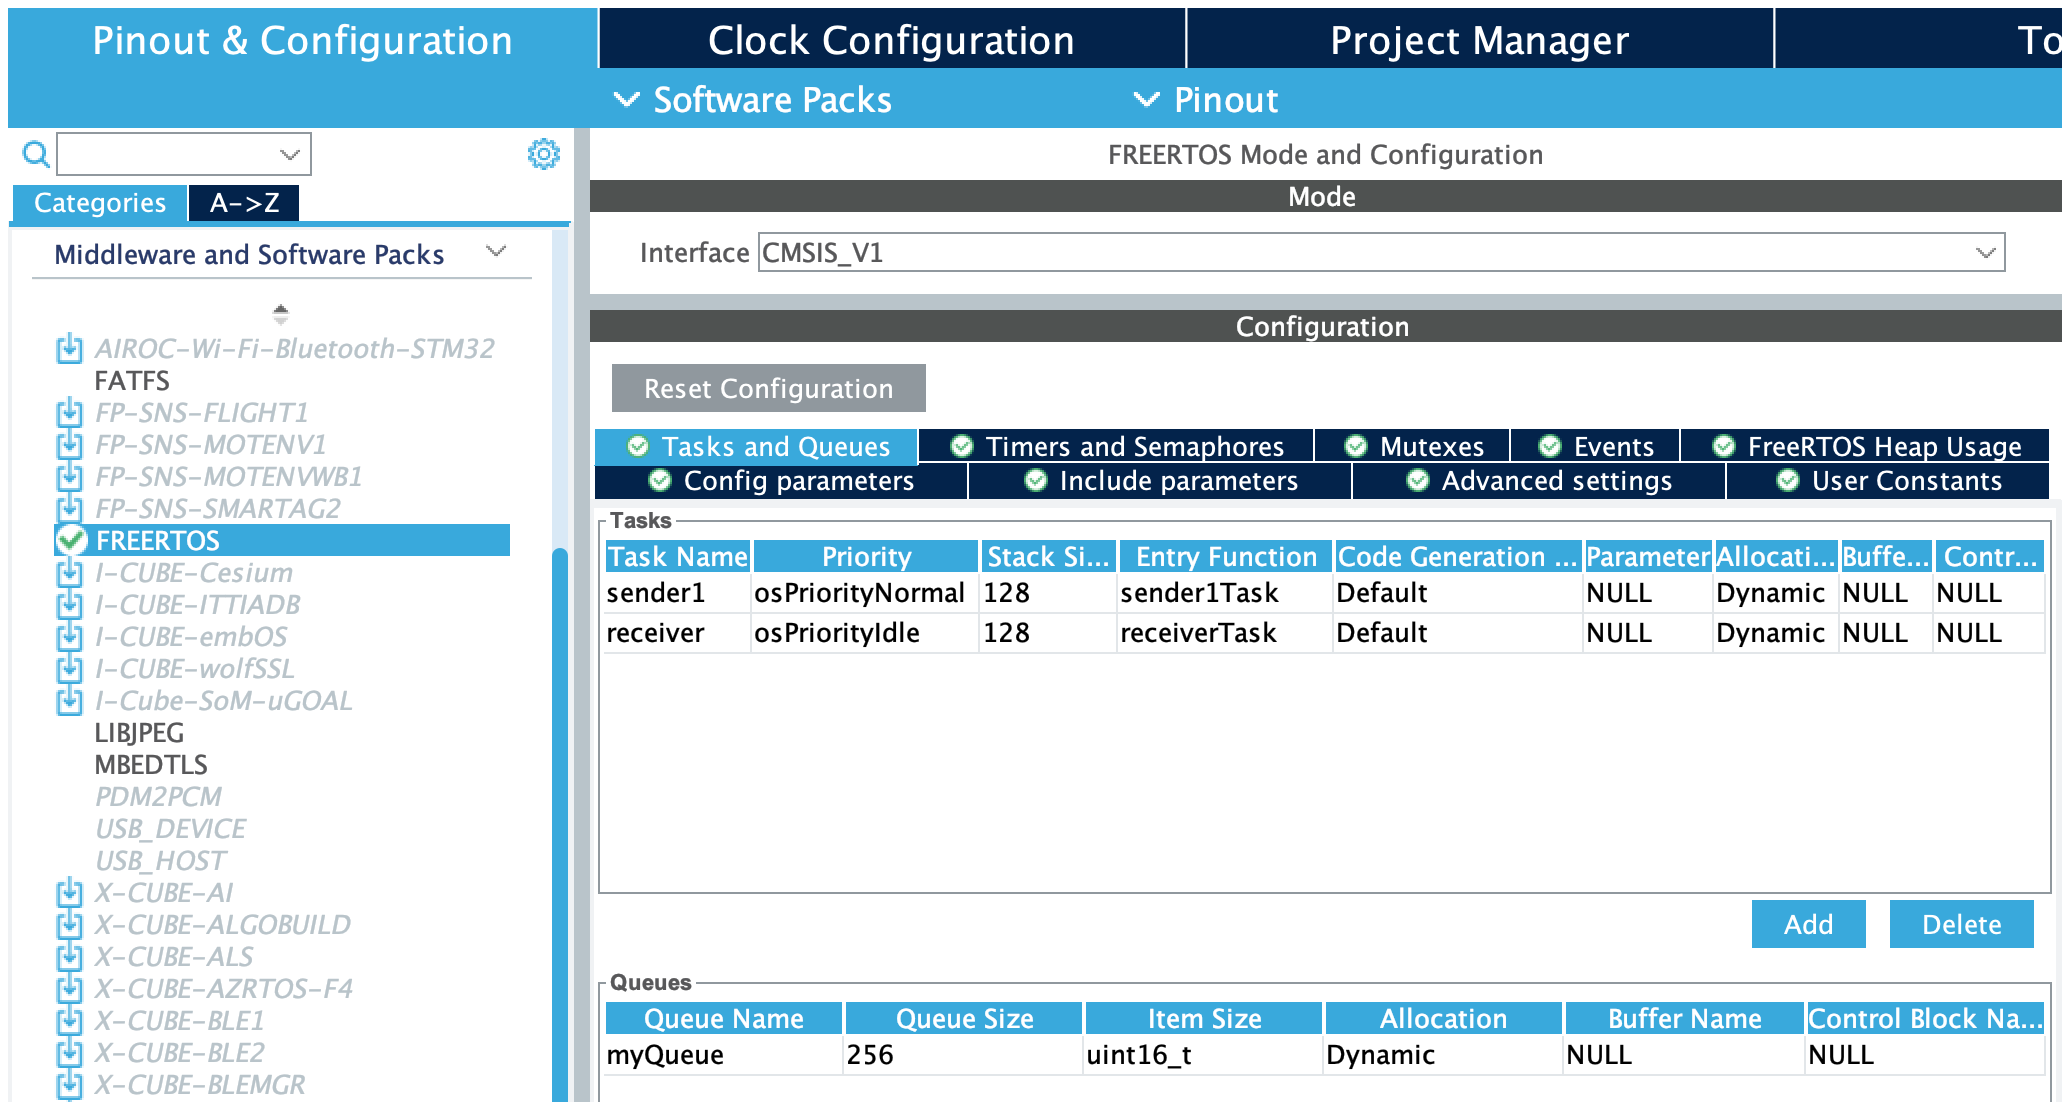 Pinout & Configuration
Clock Configuration
Project Manager
To
Software Packs
Pinout
FREERTOS Mode and Configuration
Categories
A->Z
Mode
Middleware and Software Packs
Interface CMSIS_V1
Configuration
AIROC-Wi-Fi-Bluetooth-STM32
FATFS
FP-SNS-FLIGHT1
FP-SNS-MOTENV1
FP-SNS-MOTENVWB1
FP-SNS-SMARTAG2
FREERTOS
I-CUBE-Cesium
I-CUBE-ITTIADB
I-CUBE-embOS
I-CUBE-wolfSSL
I-Cube-SoM-uGOAL
LIBJPEG
MBEDTLS
PDM2PCM
USB_DEVICE
USB_HOST
X-CUBE-AI
X-CUBE-ALGOBUILD
X-CUBE-ALS
X-CUBE-AZRTOS-F4
X-CUBE-BLE1
X-CUBE-BLE2
X-CUBE-BLEMGR
Reset Configuration
Tasks and Queues Timers and Semaphores Mutexes Events FreeRTOS Heap Usage
Config parameters Include parameters Advanced settings User Constants
Tasks
Task Name Priority Stack Si... Entry Function Code Generation ... Parameter Allocati... Buffe... Contr...
sender1 osPriorityNormal 128 sender1Task Default NULL Dynamic NULL NULL
receiver osPriorityIdle 128 receiverTask Default NULL Dynamic NULL NULL
Add Delete
Queues
Queue Name Queue Size Item Size Allocation Buffer Name Control Block Na...
myQueue 256 uint16_t Dynamic NULL NULL